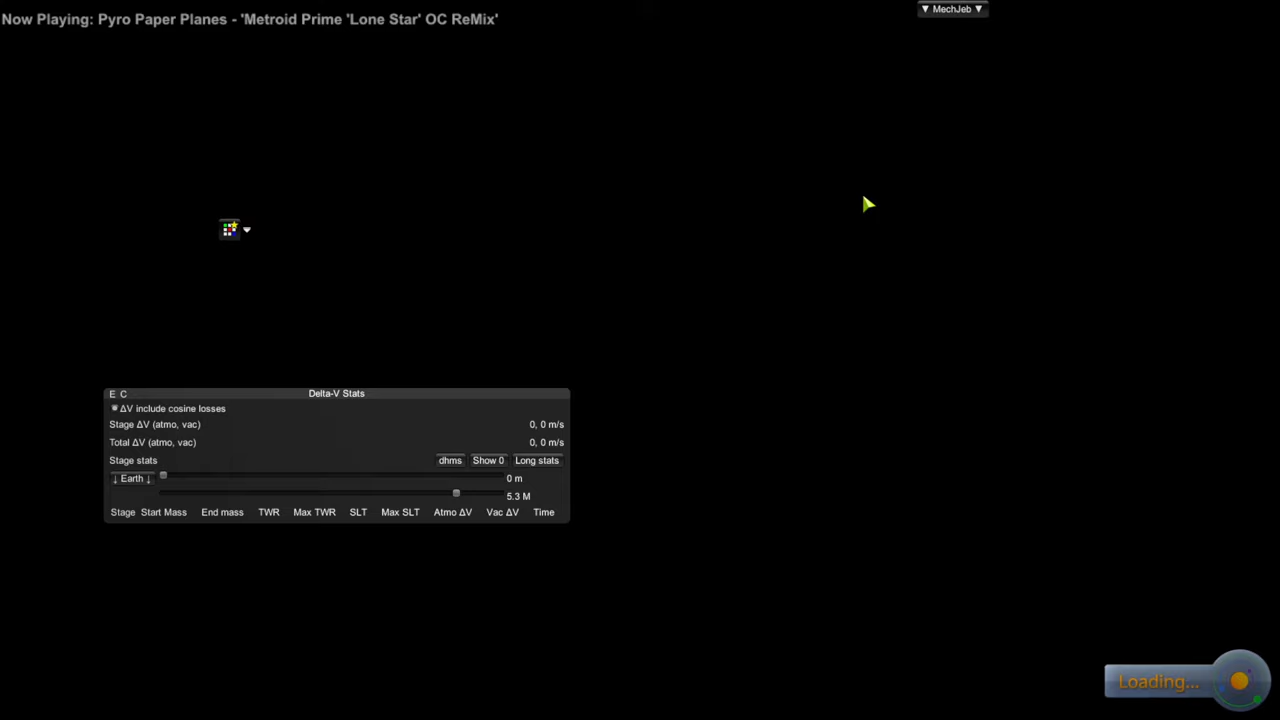 Now Playing: Pyro Paper Planes - 'Metroid Prime 'Lone Star' OC ReMix'
▼ MechJeb ▼
E C Delta-V Stats
ΔV include cosine losses
Stage ΔV (atmo, vac) 0, 0 m/s
Total ΔV (atmo, vac) 0, 0 m/s
Stage stats dhms Show 0 Long stats
↓ Earth ↓ 0 m
5.3 M
Stage Start Mass End mass TWR Max TWR SLT Max SLT Atmo ΔV Vac ΔV Time
Loading...